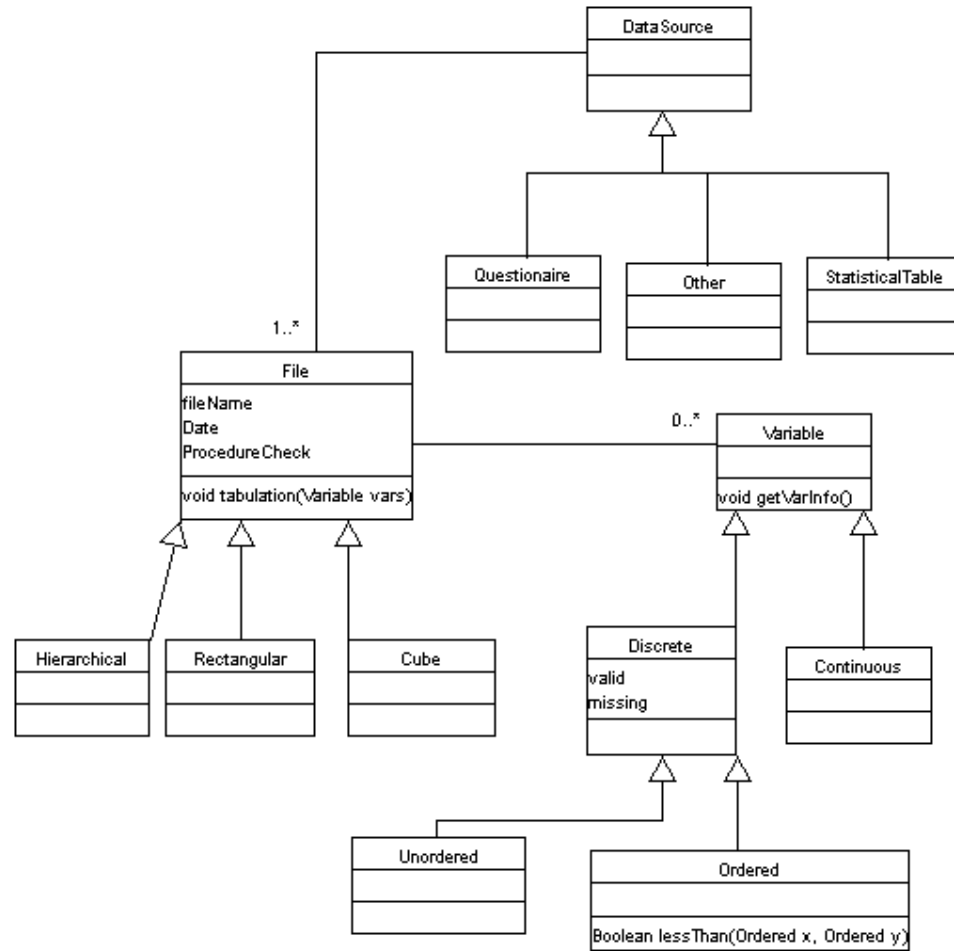 DataSource
Questionaire
Other
StatisticalTable
1..*
File
fileName
Date
ProcedureCheck
void tabulation(Variable vars)
0..*
Variable
void getVarInfo()
Hierarchical
Rectangular
Cube
Discrete
valid
missing
Continuous
Unordered
Ordered
Boolean lessThan(Ordered x, Ordered y)